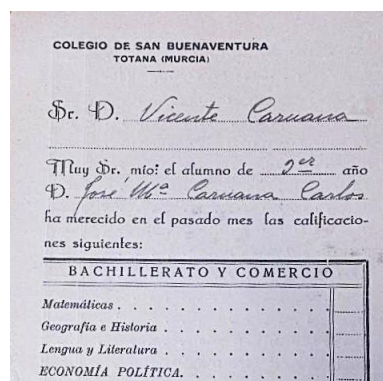 COLEGIO DE SAN BUENAVENTURA
TOTANA (MURCIA)
Sr. D. Vicente Caruana
Muy Sr. mío: el alumno de 2er año
D. José Mª Caruana Carlos
ha merecido en el pasado mes las calificacio-
nes siguientes:
BACHILLERATO Y COMERCIO
Matemáticas
Geografía e Historia
Lengua y Literatura
ECONOMÍA POLÍTICA.